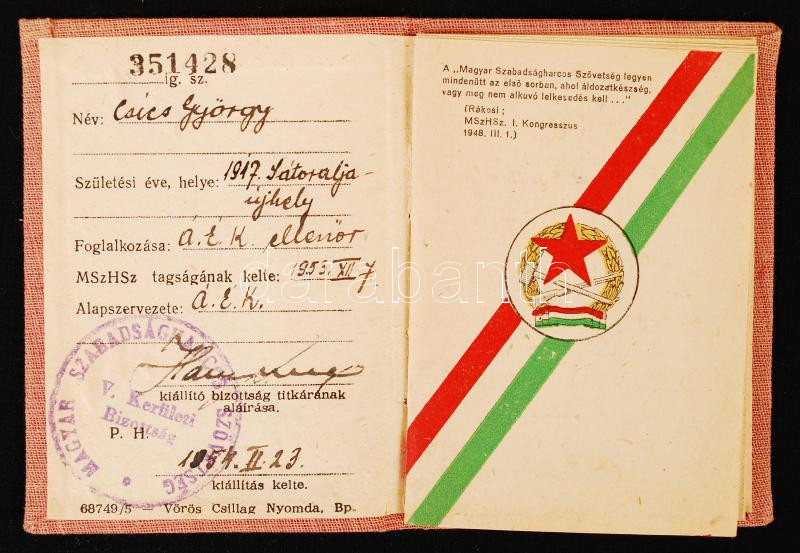 351428
ig. sz.
Név: Csics György
Születési éve, helye: 1917. Sátoralja-
újhely
Foglalkozása: Á.É.K. ellenőr
MSzHSz tagságának kelte: 1953. XII. 7
Alapszervezete: Á.É.K.
kiállító bizottság titkárának
aláírása.
P. H.
1954. II. 23.
kiállítás kelte.
68749/5 — Vörös Csillag Nyomda, Bp.
MAGYAR SZABADSÁGHARCOS SZÖVETSÉG
V. Kerületi
Bizottság
A „Magyar Szabadságharcos Szövetség legyen
mindenütt az első sorban, ahol áldozatkészség,
vagy meg nem alkuvó lelkesedés kell . . ."
(Rákosi ;
MSzHSz. I. Kongresszus
1948. III. 1.)
darabanth